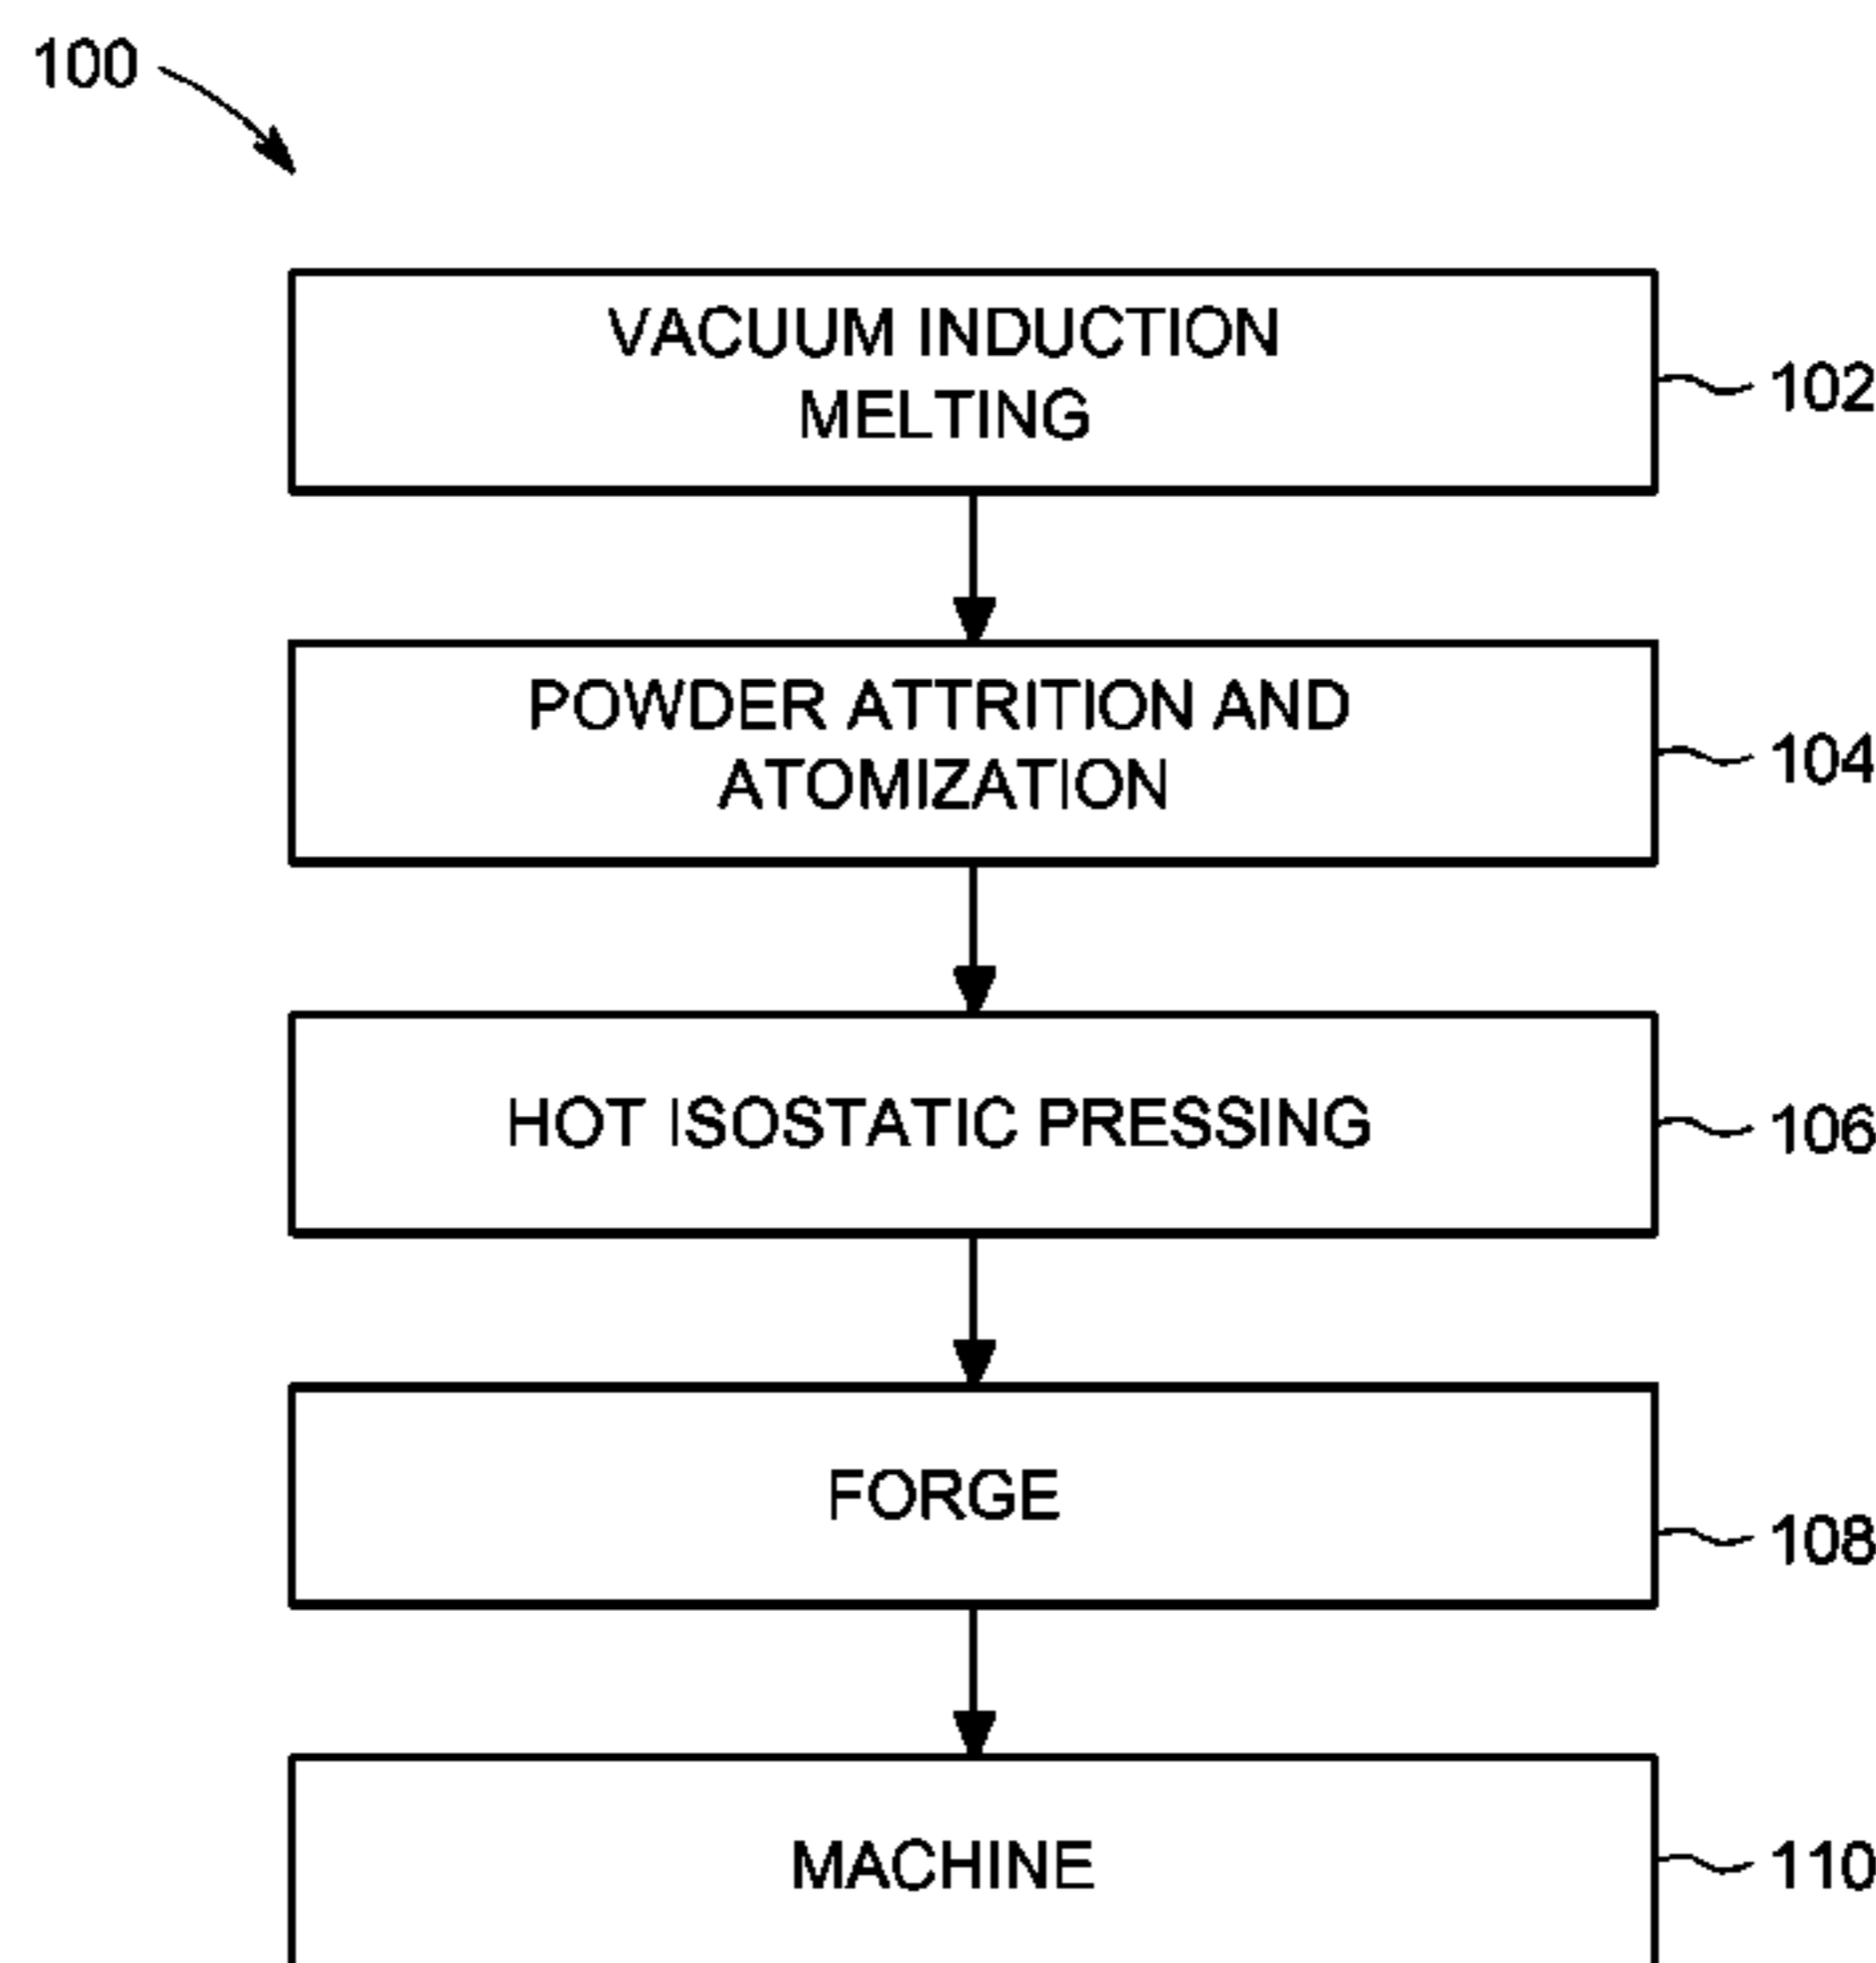 100
VACUUM INDUCTION
MELTING
102
POWDER ATTRITION AND
ATOMIZATION
104
HOT ISOSTATIC PRESSING
106
FORGE
108
MACHINE
110